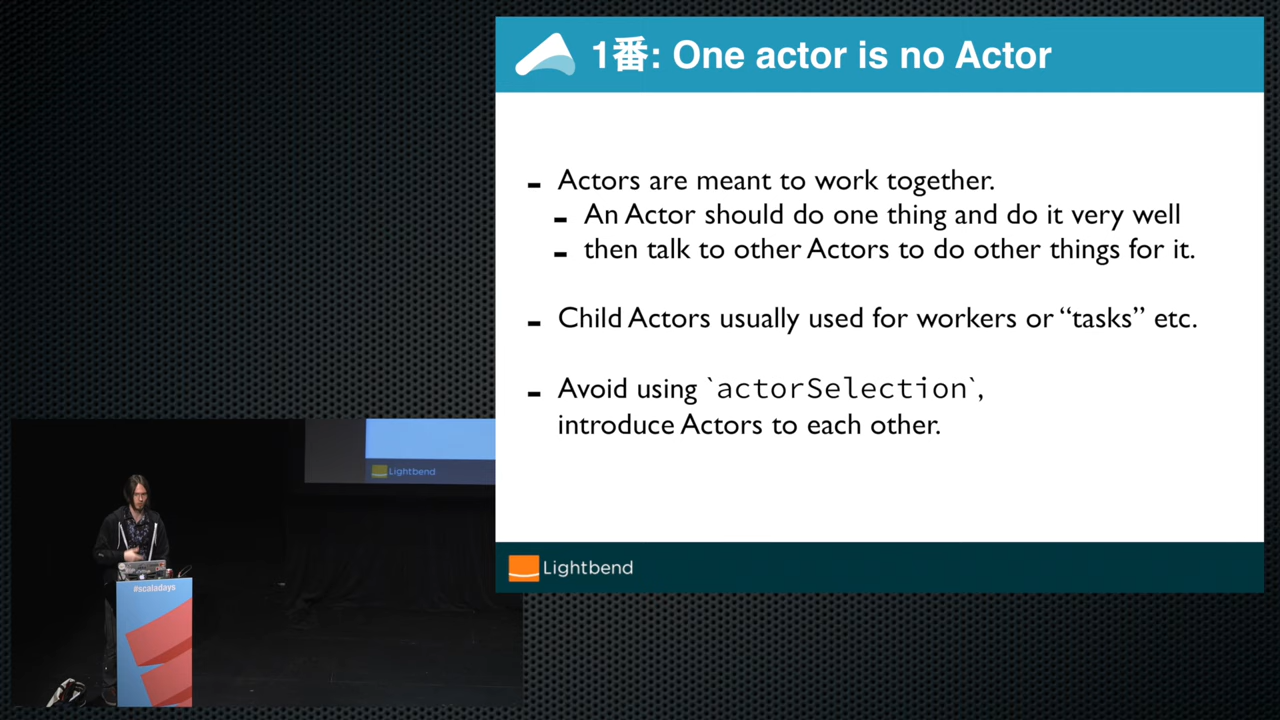 1番: One actor is no Actor
- Actors are meant to work together.
- An Actor should do one thing and do it very well
- then talk to other Actors to do other things for it.
- Child Actors usually used for workers or “tasks” etc.
- Avoid using `actorSelection`,
introduce Actors to each other.
Lightbend
Lightbend
#scaladays